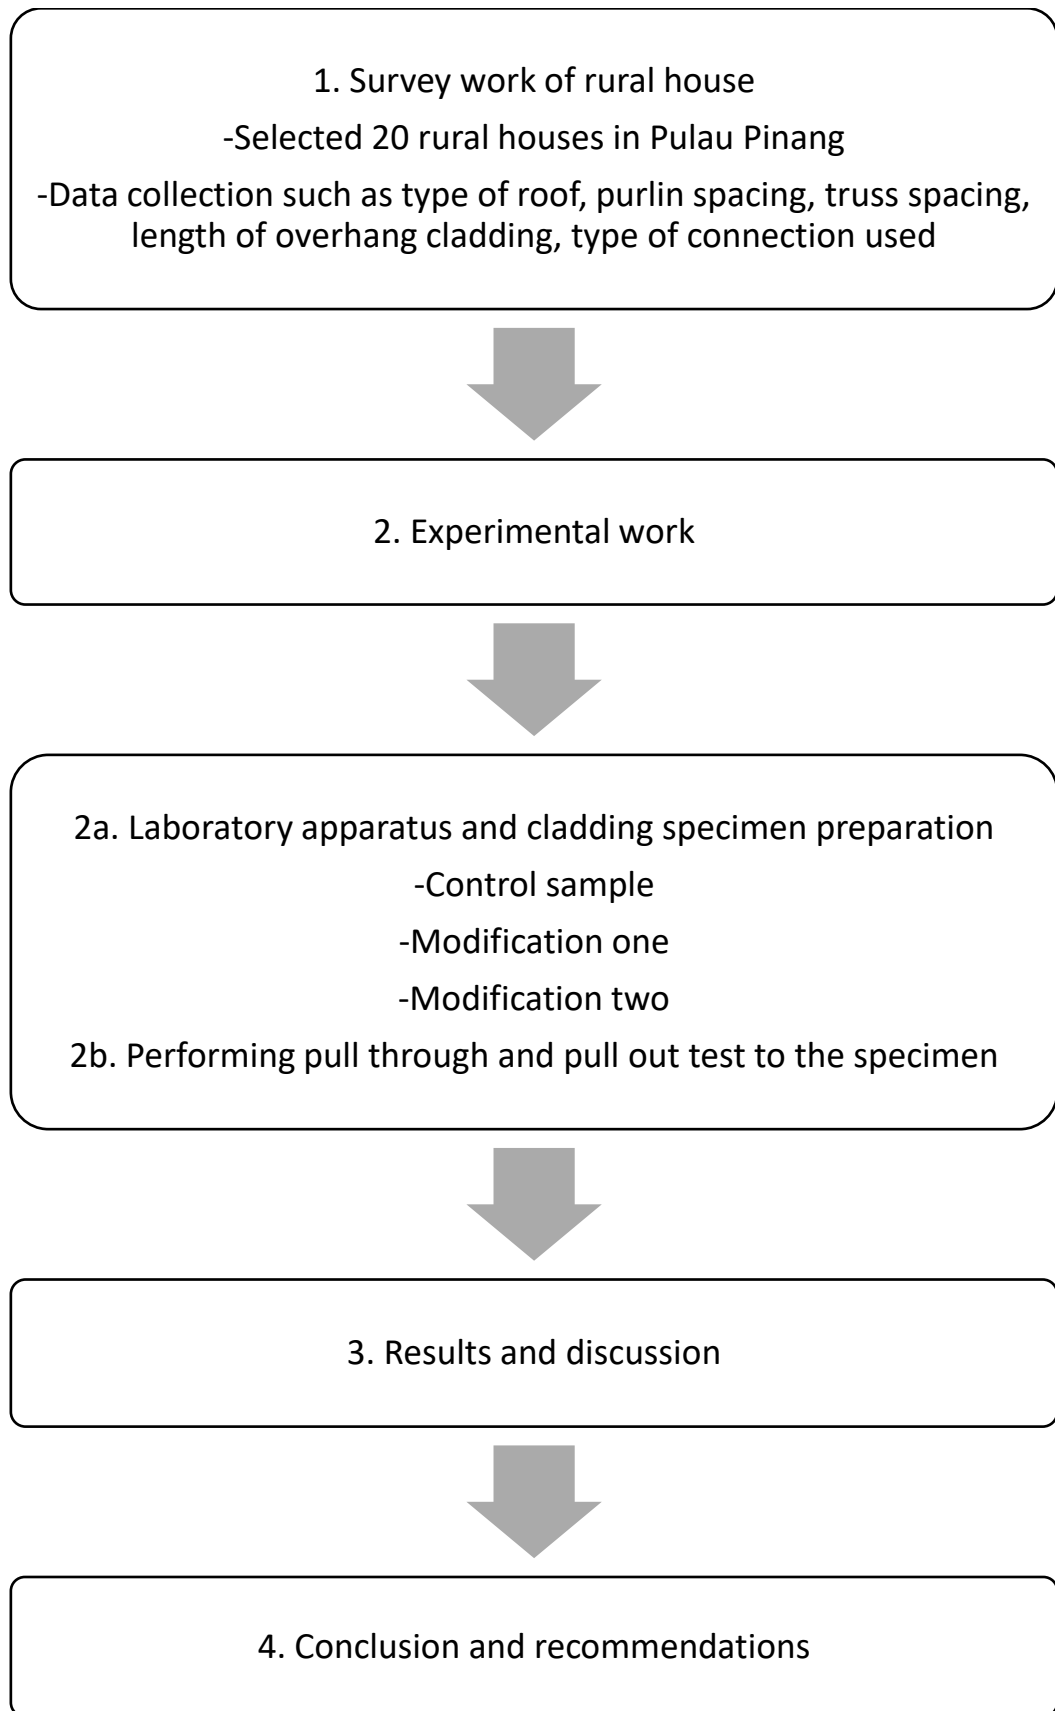 1. Survey work of rural house
-Selected 20 rural houses in Pulau Pinang
-Data collection such as type of roof, purlin spacing, truss spacing,
length of overhang cladding, type of connection used
2. Experimental work
2a. Laboratory apparatus and cladding specimen preparation
-Control sample
-Modification one
-Modification two
2b. Performing pull through and pull out test to the specimen
3. Results and discussion
4. Conclusion and recommendations